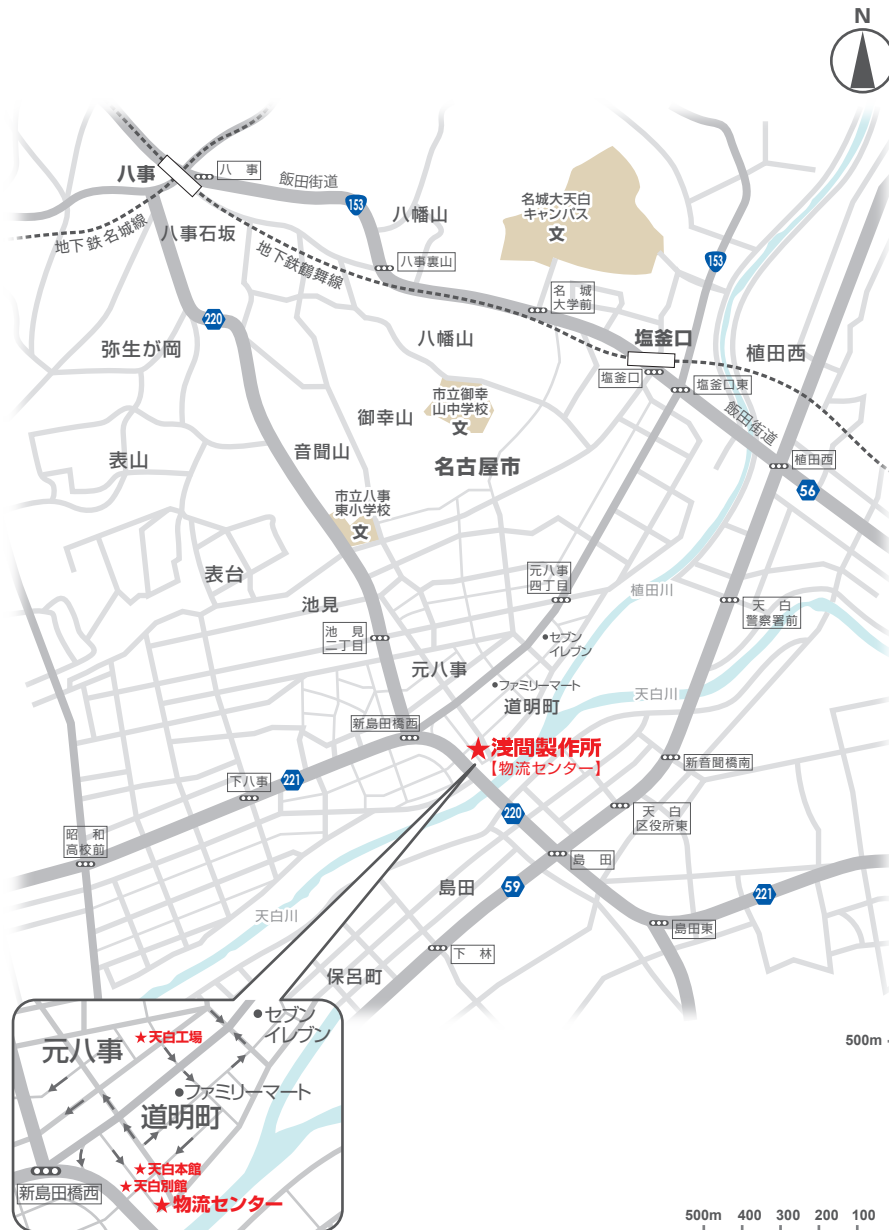 N
八事
八 事
飯田街道
153
八幡山
名城大天白
キャンパス
文
地下鉄名城線
八事石坂
地下鉄鶴舞線
八事裏山
153
名 城
大学前
220
弥生が岡
八幡山
塩釜口
植田西
塩釜口
塩釜口東
飯田街道
市立御幸
山中学校
文
御幸山
音聞山
表山
名古屋市
植田西
56
市立八事
東小学校
文
表台
池見
元八事
四丁目
植田川
天 白
警察署前
池 見
二丁目
セブン
イレブン
元八事
ファミリーマート
道明町
天白川
新島田橋西
★浅間製作所
【物流センター】
新音聞橋南
下八事
221
220
天 白
区役所東
昭 和
高校前
島 田
島田
59
221
天白川
島田東
下 林
保呂町
セブン
イレブン
★天白工場
元八事
ファミリーマート
道明町
★天白本館
★天白別館
★物流センター
新島田橋西
500m
500m 400 300 200 100